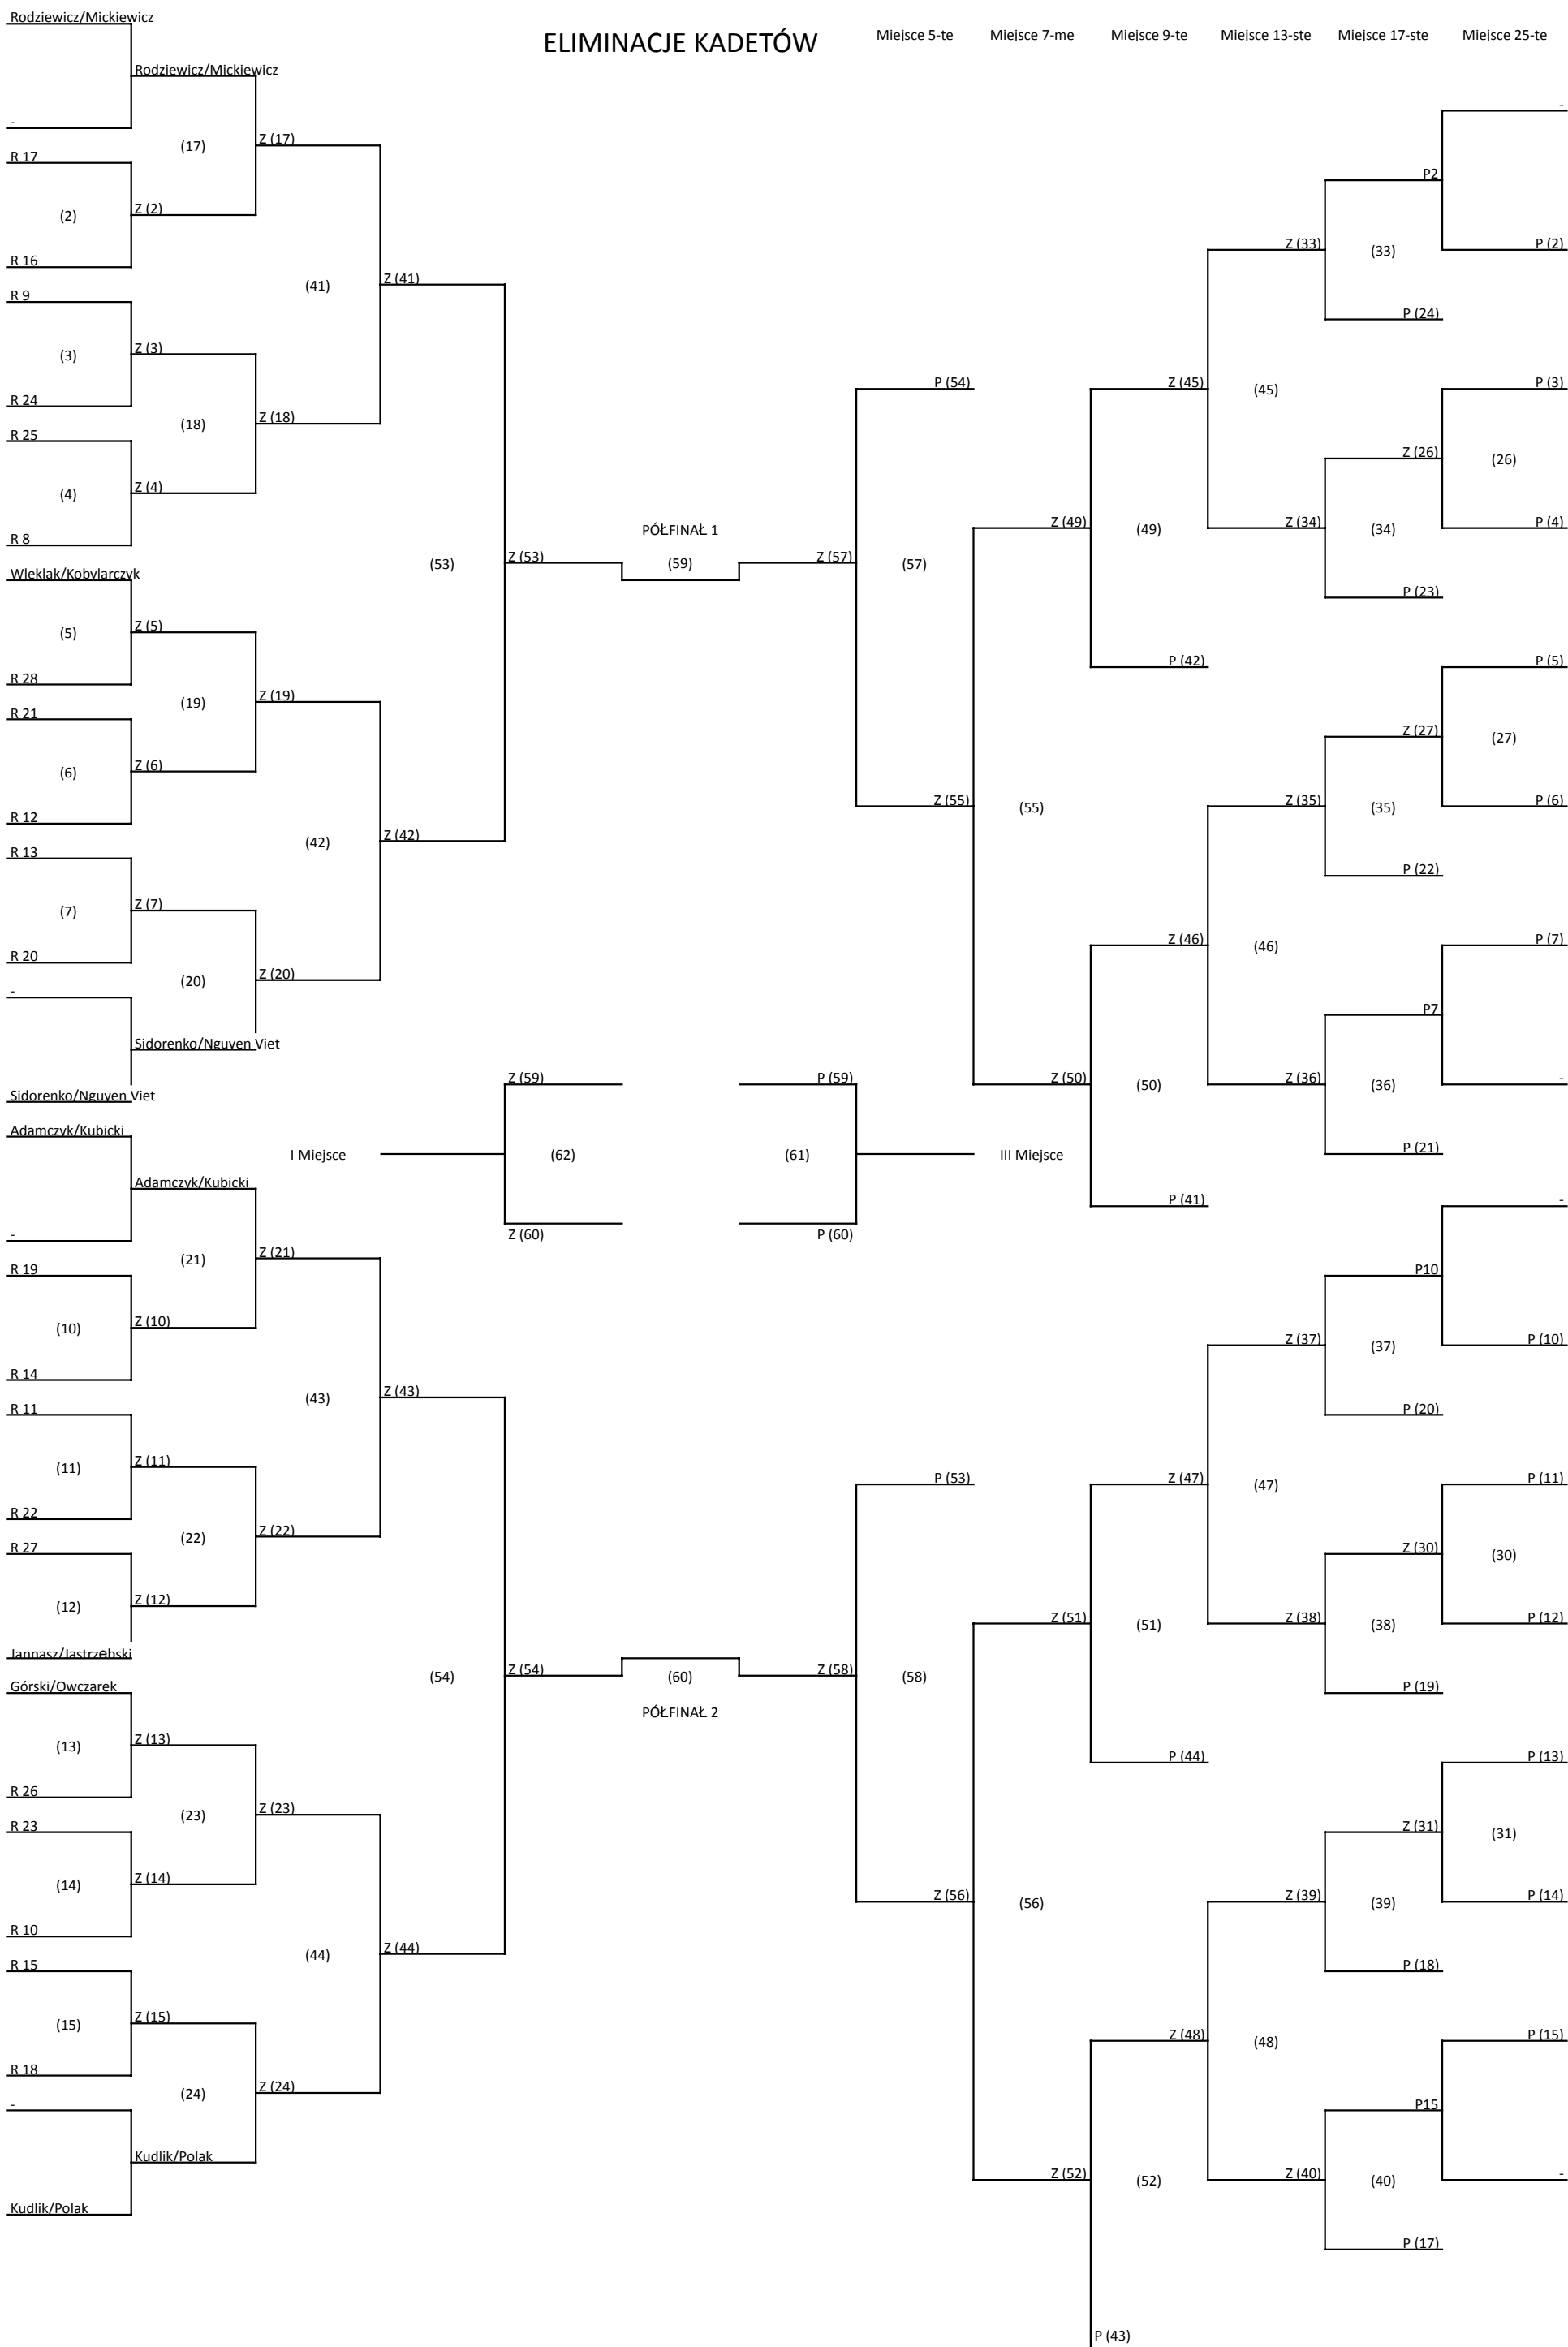 Rodziewicz/Mickiewicz
ELIMINACJE KADETÓW
Miejsce 5-te
Miejsce 7-me
Miejsce 9-te
Miejsce 13-ste
Miejsce 17-ste
Miejsce 25-te
Rodziewicz/Mickiewicz
-
-
(17)
Z (17)
R 17
P2
(2)
Z (2)
R 16
Z (33)
(33)
P (2)
R 9
(41)
Z (41)
P (24)
(3)
Z (3)
R 24
P (54)
Z (45)
(45)
P (3)
(18)
Z (18)
R 25
Z (26)
(26)
(4)
Z (4)
R 8
PÓŁFINAŁ 1
Z (49)
(49)
Z (34)
(34)
P (4)
(53)
Z (53)
(59)
Z (57)
(57)
Wleklak/Kobylarczyk
P (23)
(5)
Z (5)
R 28
P (42)
P (5)
(19)
Z (19)
R 21
Z (27)
(27)
(6)
Z (6)
R 12
Z (55)
(55)
Z (35)
(35)
P (6)
(42)
Z (42)
R 13
P (22)
(7)
Z (7)
R 20
Z (46)
(46)
P (7)
(20)
Z (20)
-
P7
Sidorenko/Nguyen Viet
Z (59)
P (59)
Z (50)
(50)
Z (36)
(36)
-
Sidorenko/Nguyen Viet
Adamczyk/Kubicki
I Miejsce
(62)
(61)
III Miejsce
P (21)
Adamczyk/Kubicki
P (41)
-
-
Z (60)
P (60)
(21)
Z (21)
R 19
P10
(10)
Z (10)
R 14
Z (37)
(37)
P (10)
(43)
Z (43)
R 11
P (20)
(11)
Z (11)
R 22
P (53)
Z (47)
(47)
P (11)
(22)
Z (22)
R 27
Z (30)
(30)
(12)
Z (12)
Jannasz/Jastrzębski
Z (51)
(51)
Z (38)
(38)
P (12)
(54)
Z (54)
(60)
Z (58)
(58)
Górski/Owczarek
PÓŁFINAŁ 2
P (19)
(13)
Z (13)
R 26
P (44)
P (13)
(23)
Z (23)
R 23
Z (31)
(31)
(14)
Z (14)
R 10
Z (56)
(56)
Z (39)
(39)
P (14)
(44)
Z (44)
R 15
P (18)
(15)
Z (15)
R 18
Z (48)
(48)
P (15)
(24)
Z (24)
-
P15
Kudlik/Polak
Z (52)
(52)
Z (40)
(40)
-
Kudlik/Polak
P (17)
P (43)